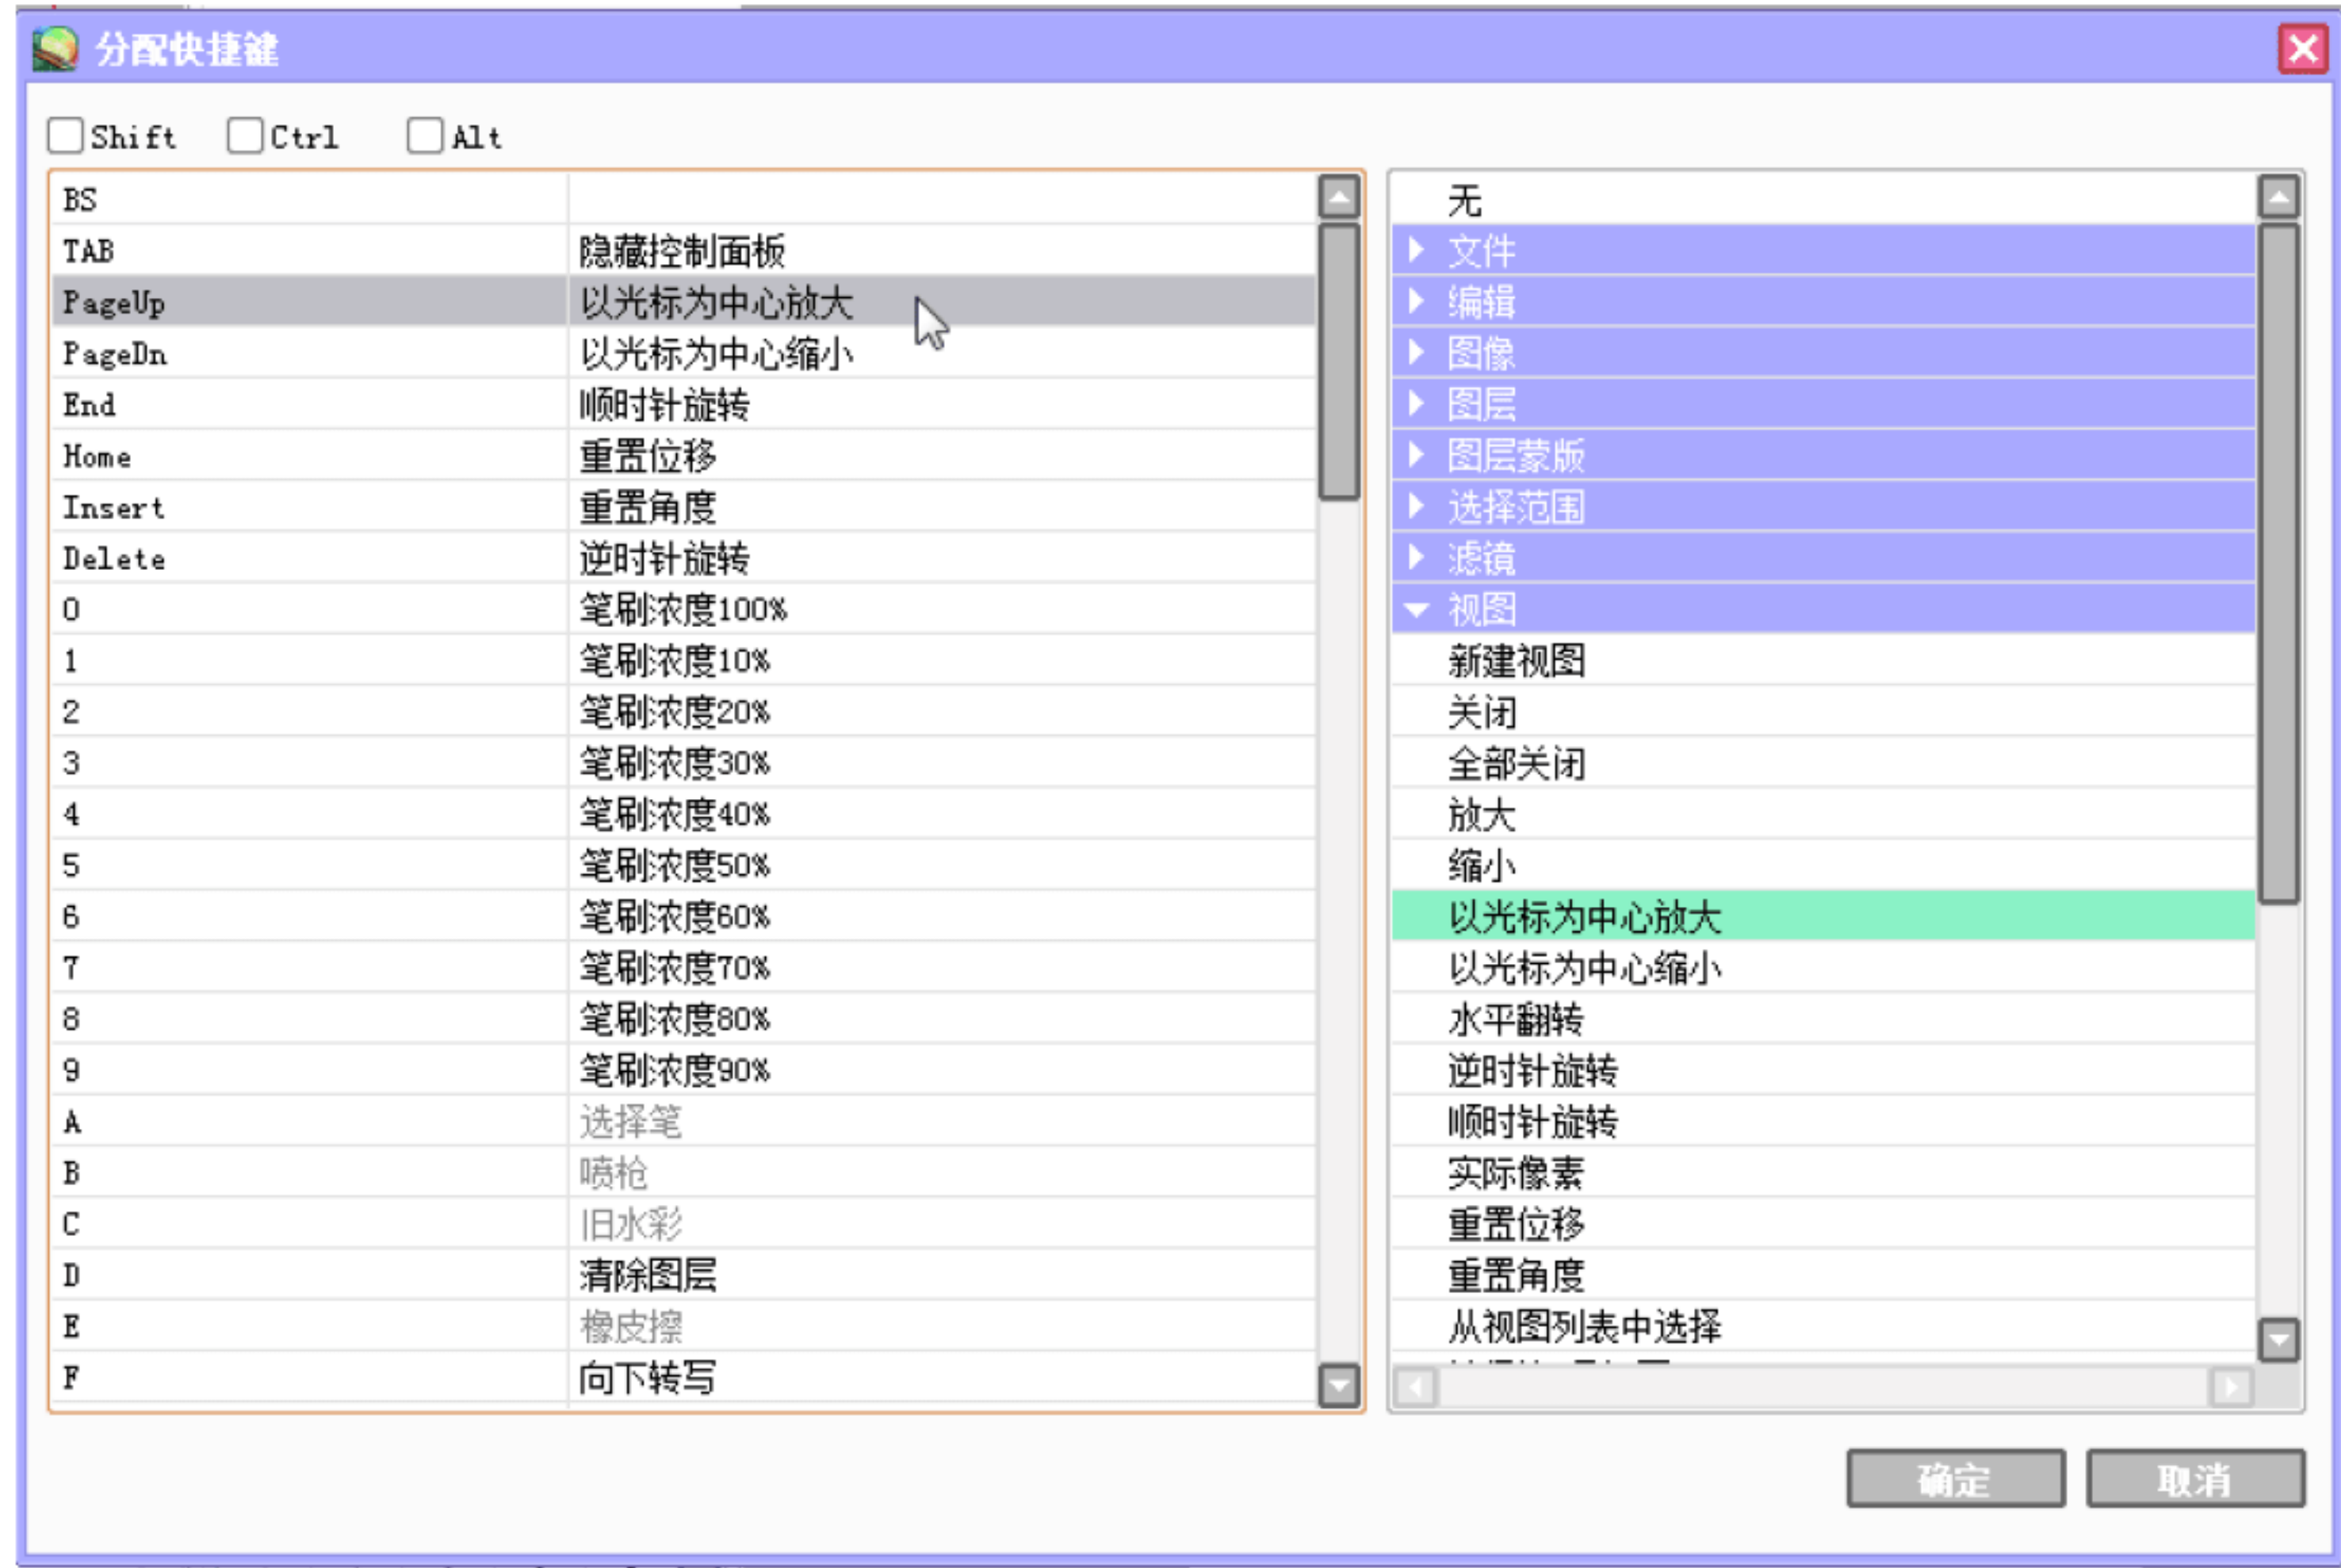 分配快捷键
Shift Ctrl Alt
BS
TAB 隐藏控制面板
PageUp 以光标为中心放大
PageDn 以光标为中心缩小
End 顺时针旋转
Home 重置位移
Insert 重置角度
Delete 逆时针旋转
0 笔刷浓度100%
1 笔刷浓度10%
2 笔刷浓度20%
3 笔刷浓度30%
4 笔刷浓度40%
5 笔刷浓度50%
6 笔刷浓度60%
7 笔刷浓度70%
8 笔刷浓度80%
9 笔刷浓度90%
A 选择笔
B 喷枪
C 旧水彩
D 清除图层
E 橡皮擦
F 向下转写
无
文件
编辑
图像
图层
图层蒙版
选择范围
滤镜
视图
新建视图
关闭
全部关闭
放大
缩小
以光标为中心放大
以光标为中心缩小
水平翻转
逆时针旋转
顺时针旋转
实际像素
重置位移
重置角度
从视图列表中选择
确定 取消